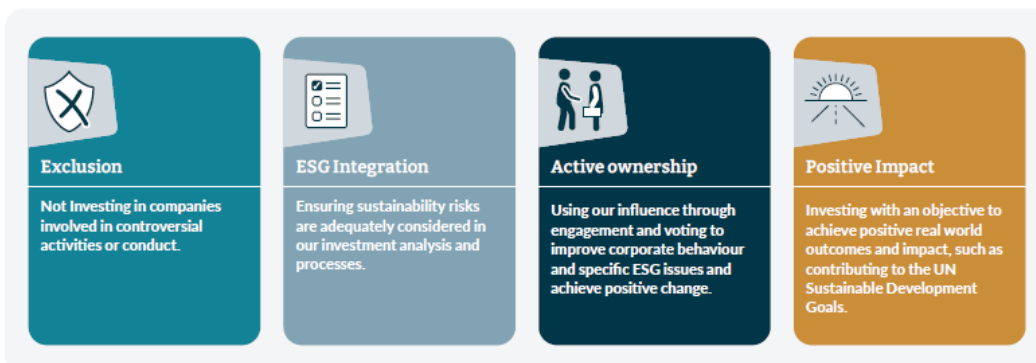 Exclusion
Not Investing in companies
involved in controversial
activities or conduct.
ESG Integration
Ensuring sustainability risks
are adequately considered in
our investment analysis and
processes.
Active ownership
Using our influence through
engagement and voting to
improve corporate behaviour
and specific ESG issues and
achieve positive change.
Positive Impact
Investing with an objective to
achieve positive real world
outcomes and impact, such as
contributing to the UN
Sustainable Development
Goals.